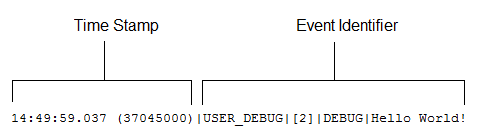 Time Stamp Event Identifier
14:49:59.037 (37045000)|USER_DEBUG|[2]|DEBUG|Hello World!